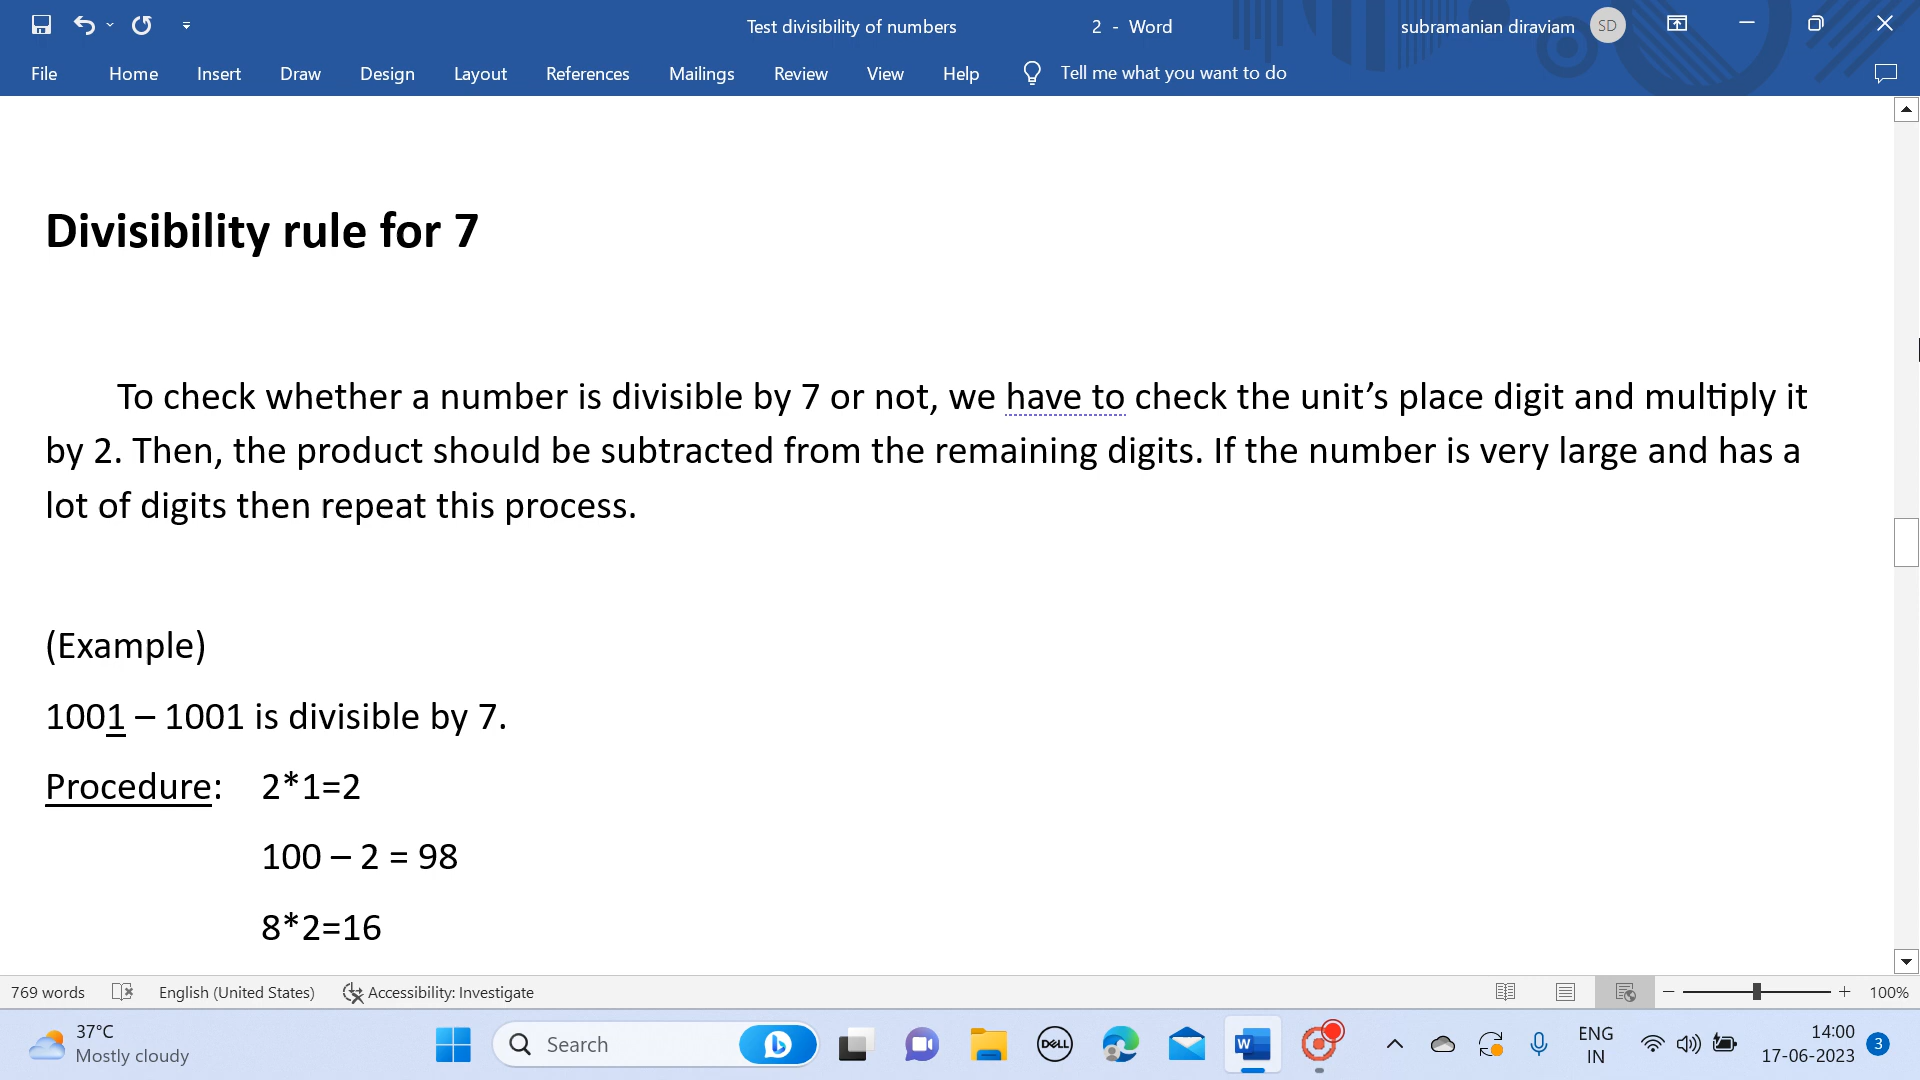 Test divisibility of numbers 2 - Word subramanian diraviam SD
File Home Insert Draw Design Layout References Mailings Review View Help Tell me what you want to do
Divisibility rule for 7
To check whether a number is divisible by 7 or not, we have to check the unit’s place digit and multiply it
by 2. Then, the product should be subtracted from the remaining digits. If the number is very large and has a
lot of digits then repeat this process.
(Example)
1001 – 1001 is divisible by 7.
Procedure: 2*1=2
100 – 2 = 98
8*2=16
769 words English (United States) Accessibility: Investigate 100%
37°C
Mostly cloudy
Search
DELL
W
ENG
IN
14:00
17-06-2023
3